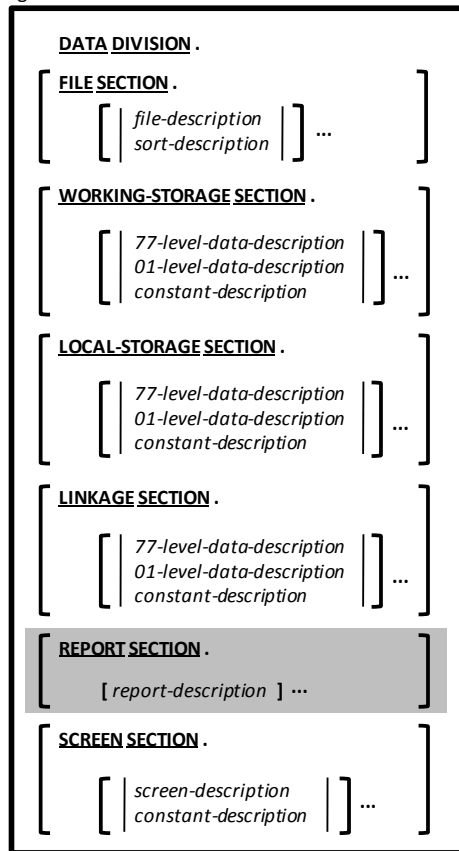 DATA DIVISION .
FILE SECTION .
file-description
sort-description
...
WORKING-STORAGE SECTION .
77-level-data-description
01-level-data-description
constant-description
...
LOCAL-STORAGE SECTION .
77-level-data-description
01-level-data-description
constant-description
...
LINKAGE SECTION .
77-level-data-description
01-level-data-description
constant-description
...
REPORT SECTION .
[ report-description ] ...
SCREEN SECTION .
screen-description
constant-description
...